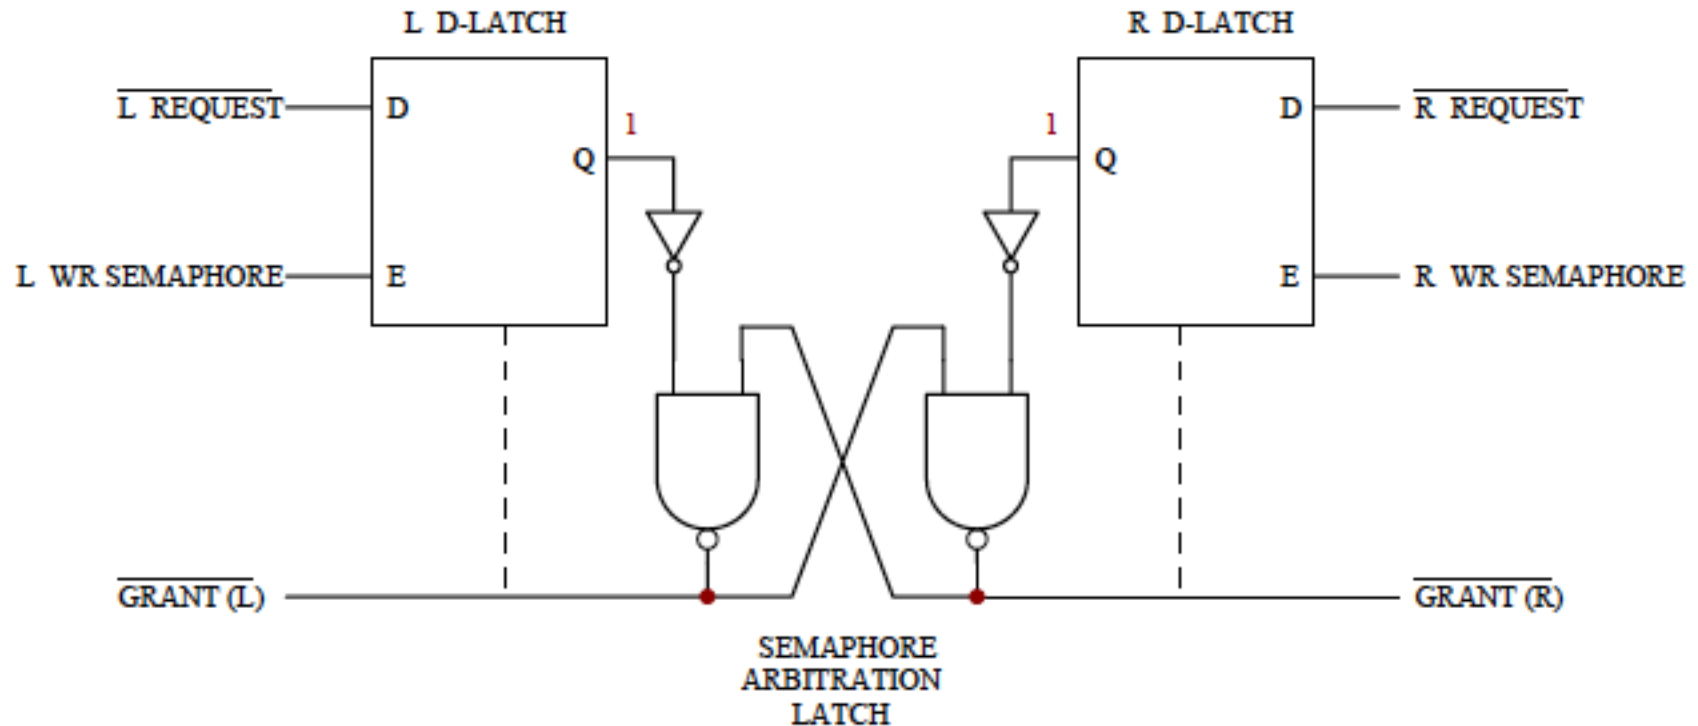 L D-LATCH
R D-LATCH
L REQUEST
D
1
Q
L WR SEMAPHORE
E
1
Q
D
R REQUEST
E
R WR SEMAPHORE
GRANT (L)
GRANT (R)
SEMAPHORE
ARBITRATION
LATCH